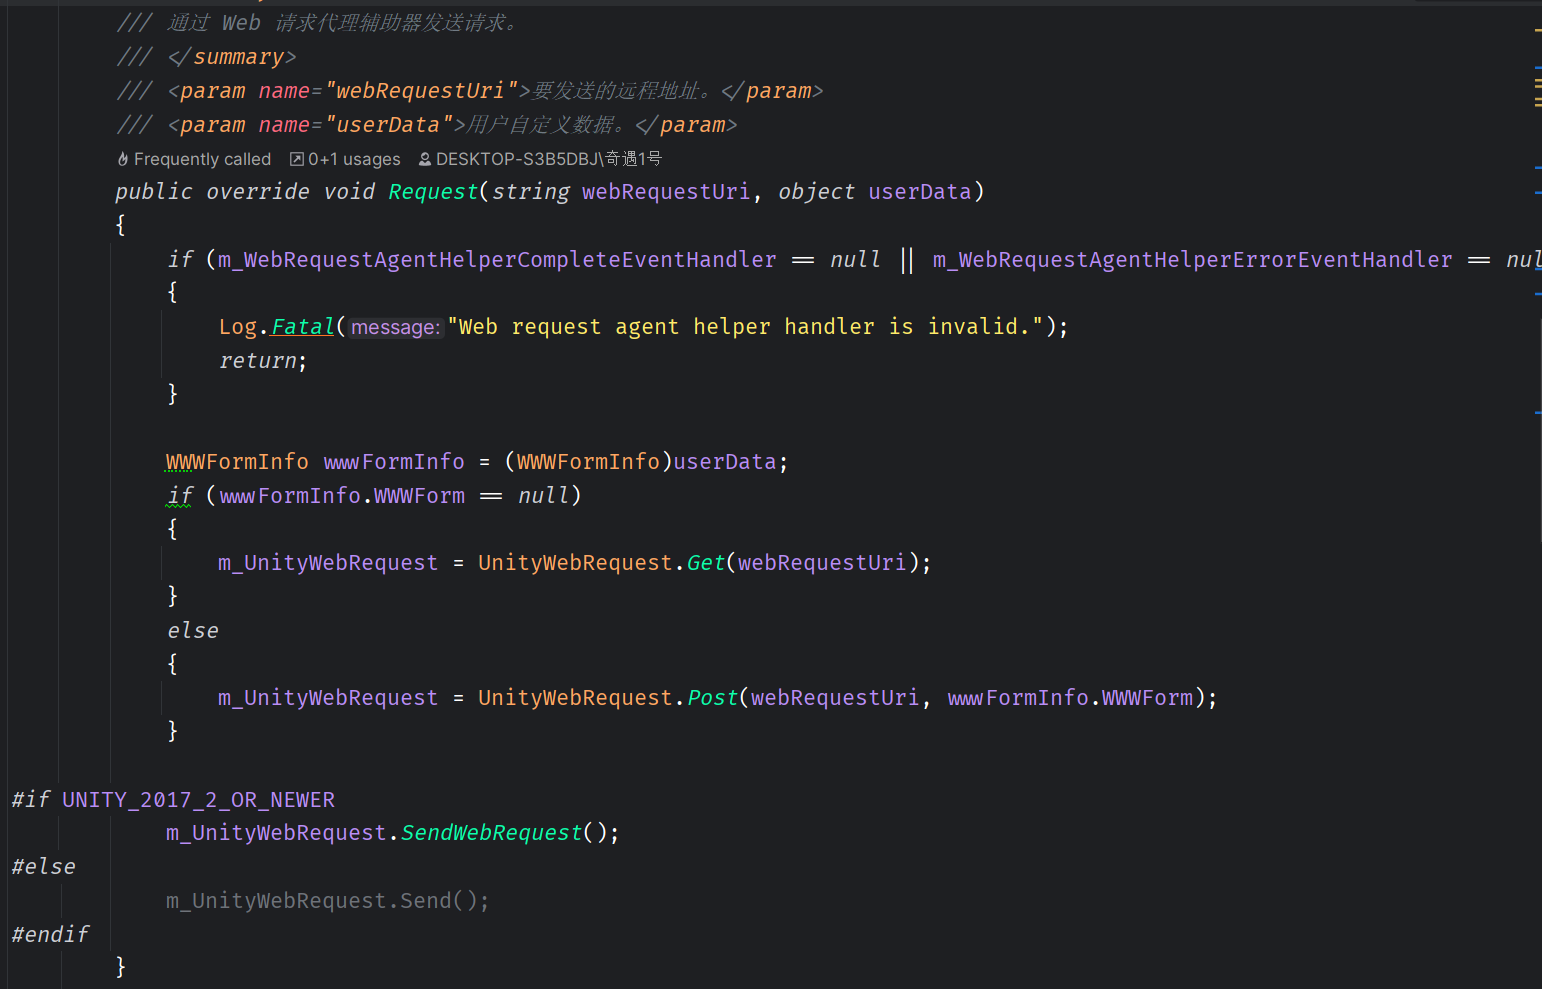 /// 通过 Web 请求代理辅助器发送请求。
/// </summary>
/// <param name="webRequestUri">要发送的远程地址。</param>
/// <param name="userData">用户自定义数据。</param>
Frequently called 0+1 usages DESKTOP-S3B5DBJ\奇遇1号
public override void Request(string webRequestUri, object userData)
{
if (m_WebRequestAgentHelperCompleteEventHandler == null || m_WebRequestAgentHelperErrorEventHandler == nul
{
Log.Fatal(message:"Web request agent helper handler is invalid.");
return;
}
WWWFormInfo wwwFormInfo = (WWWFormInfo)userData;
if (wwwFormInfo.WWWForm == null)
{
m_UnityWebRequest = UnityWebRequest.Get(webRequestUri);
}
else
{
m_UnityWebRequest = UnityWebRequest.Post(webRequestUri, wwwFormInfo.WWWForm);
}
#if UNITY_2017_2_OR_NEWER
m_UnityWebRequest.SendWebRequest();
#else
m_UnityWebRequest.Send();
#endif
}